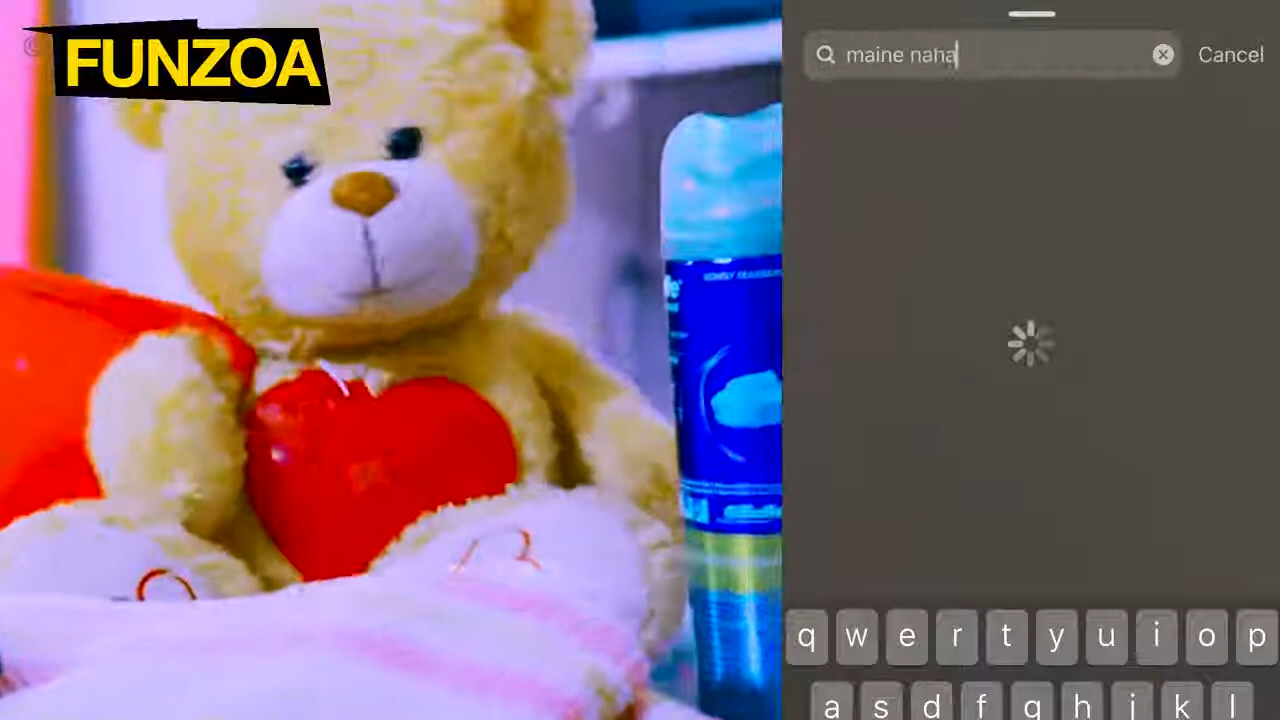 FUNZOA
maine naha
Cancel
q w e r t y u i o p
a s d f g h j k l